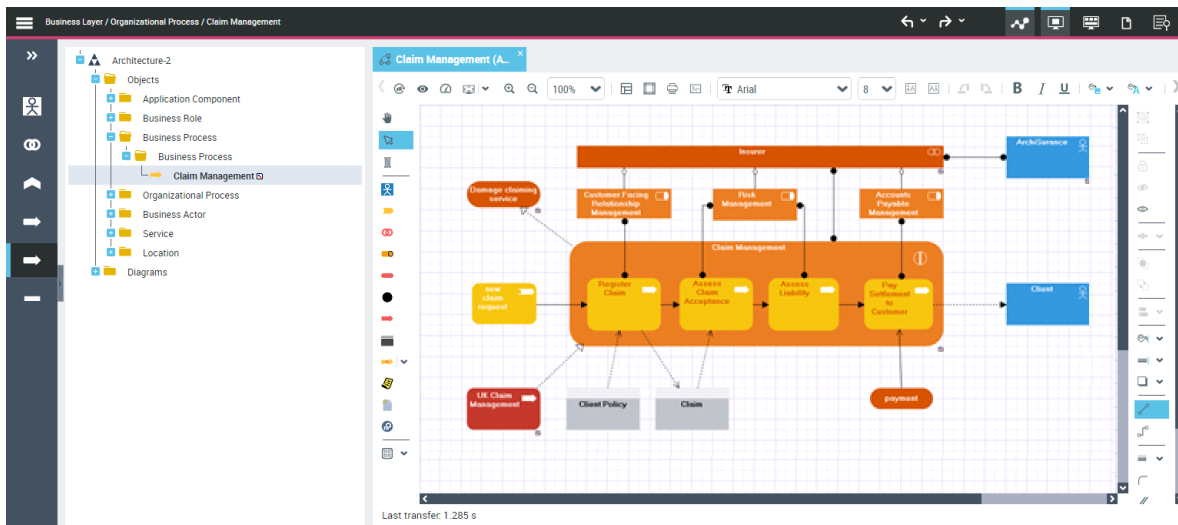 Business Layer / Organizational Process / Claim Management
Architecture-2
Objects
Application Component
Business Role
Business Process
Business Process
Claim Management
Organizational Process
Business Actor
Service
Location
Diagrams
Claim Management (A...
100%
Arial
8
B I U
Insurer
ArchiSurance
Damage claiming
service
Customer Facing
Relationship
Management
Risk
Management
Accounts
Payable
Management
Claim Management
new
claim
request
Register
Claim
Assess
Claim
Acceptance
Assess
Liability
Pay
Settlement
to
Customer
Client
UK Claim
Management
Client Policy
Claim
payment
Last transfer: 1.285 s